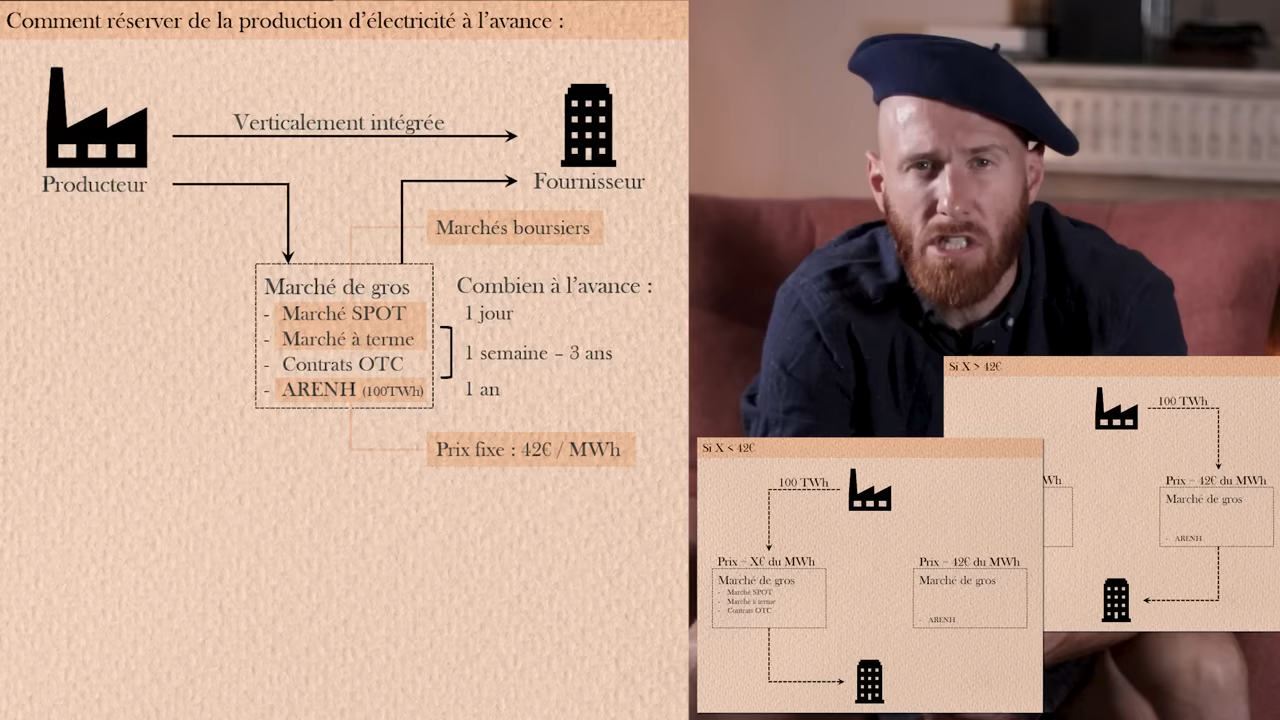 Comment réserver de la production d'électricité à l'avance :
Verticalement intégrée
Producteur
Fournisseur
Marchés boursiers
Marché de gros
- Marché SPOT
- Marché à terme
- Contrats OTC
- ARENH (100TWh)
Combien à l'avance :
1 jour
1 semaine – 3 ans
1 an
Prix fixe : 42€ / MWh
Si X > 42€
100 TWh
Wh
Prix = 42€ du MWh
Marché de gros
- ARENH
Si X < 42€
100 TWh
Prix = X€ du MWh
Marché de gros
- Marché SPOT
- Marché à terme
- Contrats OTC
Prix = 42€ du MWh
Marché de gros
- ARENH